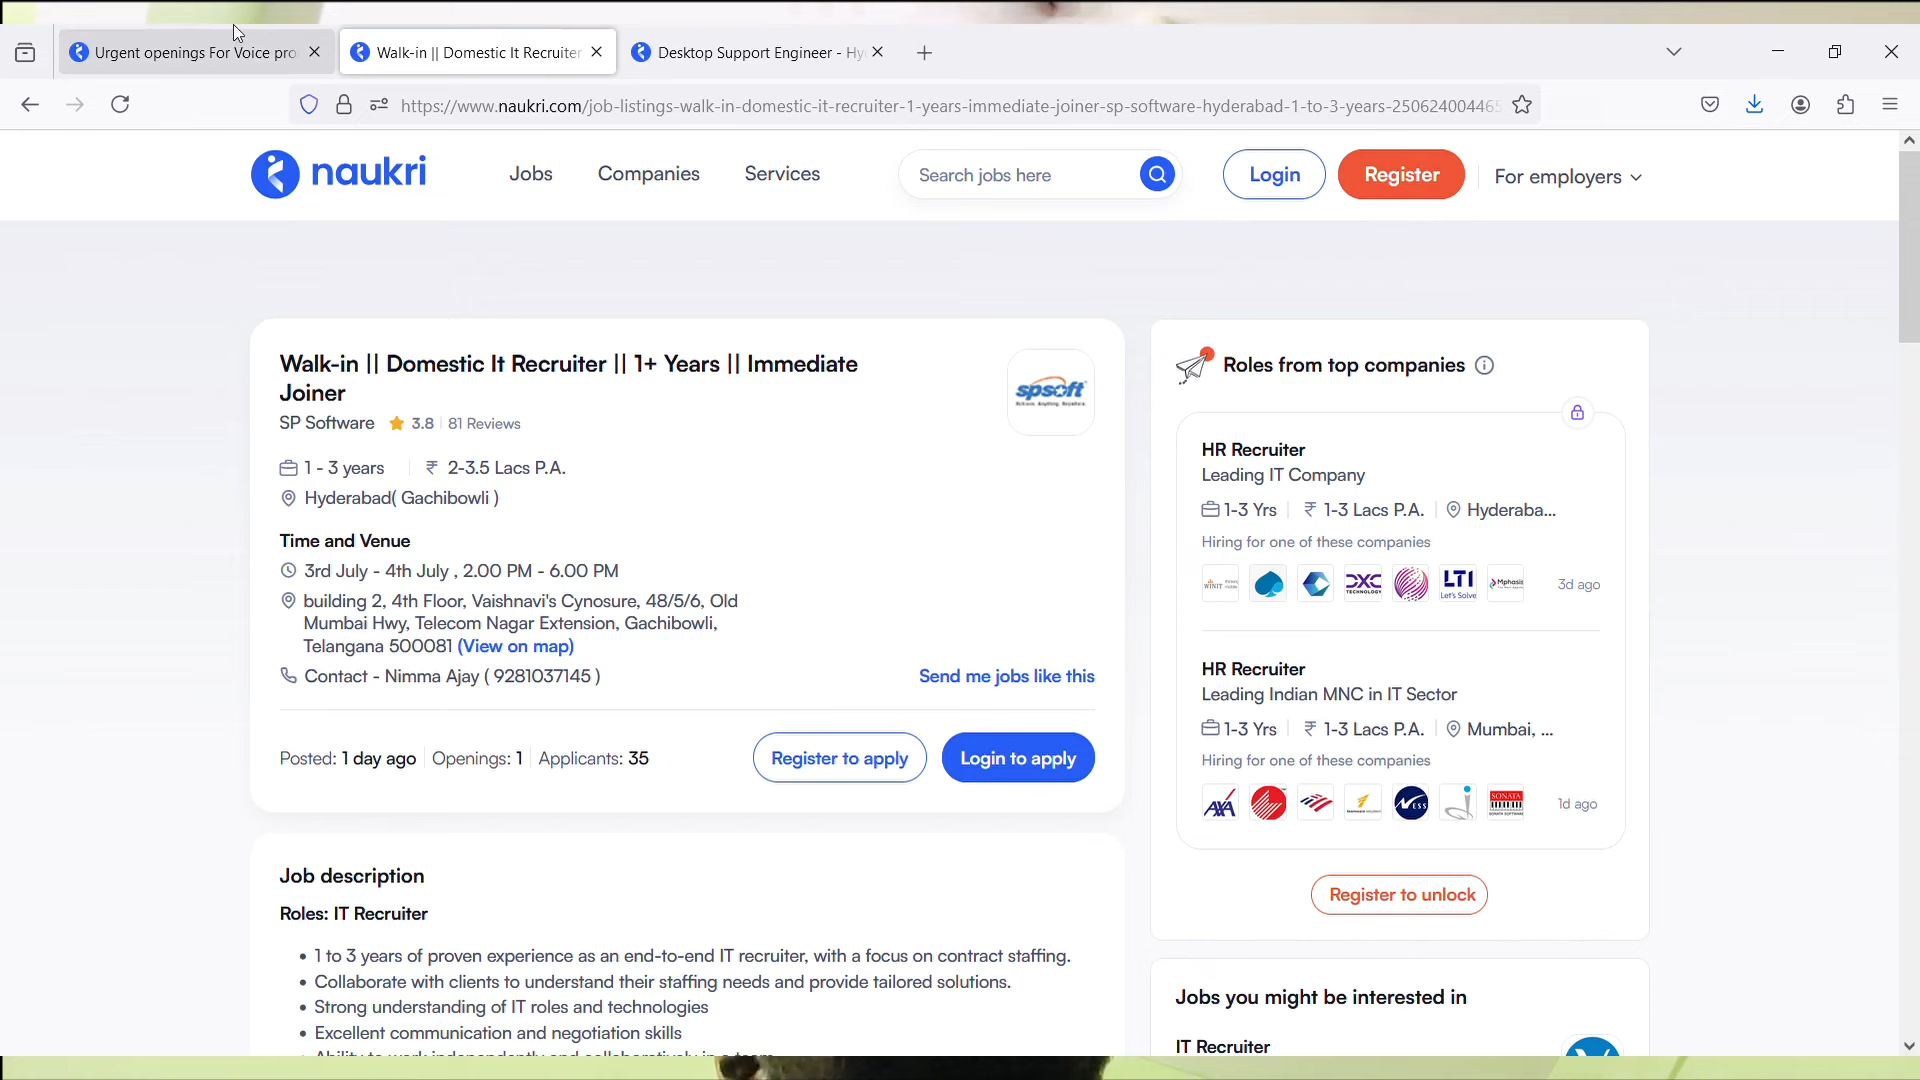 Urgent openings For Voice pro
Walk-in || Domestic It Recruiter
Desktop Support Engineer - Hy
https://www.naukri.com/job-listings-walk-in-domestic-it-recruiter-1-years-immediate-joiner-sp-software-hyderabad-1-to-3-years-250624004465
naukri
Jobs
Companies
Services
Search jobs here
Login
Register
For employers
Walk-in || Domestic It Recruiter || 1+ Years || Immediate
Joiner
SP Software 3.8 81 Reviews
spsoft
1 - 3 years ₹ 2-3.5 Lacs P.A.
Hyderabad( Gachibowli )
Time and Venue
3rd July - 4th July , 2.00 PM - 6.00 PM
building 2, 4th Floor, Vaishnavi's Cynosure, 48/5/6, Old
Mumbai Hwy, Telecom Nagar Extension, Gachibowli,
Telangana 500081 (View on map)
Contact - Nimma Ajay ( 9281037145 )
Send me jobs like this
Posted: 1 day ago Openings: 1 Applicants: 35
Register to apply
Login to apply
Job description
Roles: IT Recruiter
• 1 to 3 years of proven experience as an end-to-end IT recruiter, with a focus on contract staffing.
• Collaborate with clients to understand their staffing needs and provide tailored solutions.
• Strong understanding of IT roles and technologies
• Excellent communication and negotiation skills
• Ability to work independently and collaboratively in a team
Roles from top companies
HR Recruiter
Leading IT Company
1-3 Yrs ₹ 1-3 Lacs P.A. Hyderaba...
Hiring for one of these companies
WINIT
DXC
TECHNOLOGY
LTI
Let's Solve
Mphasis
3d ago
HR Recruiter
Leading Indian MNC in IT Sector
1-3 Yrs ₹ 1-3 Lacs P.A. Mumbai, ...
Hiring for one of these companies
AXA
NESS
SONATA
SONATA SOFTWARE
1d ago
Register to unlock
Jobs you might be interested in
IT Recruiter